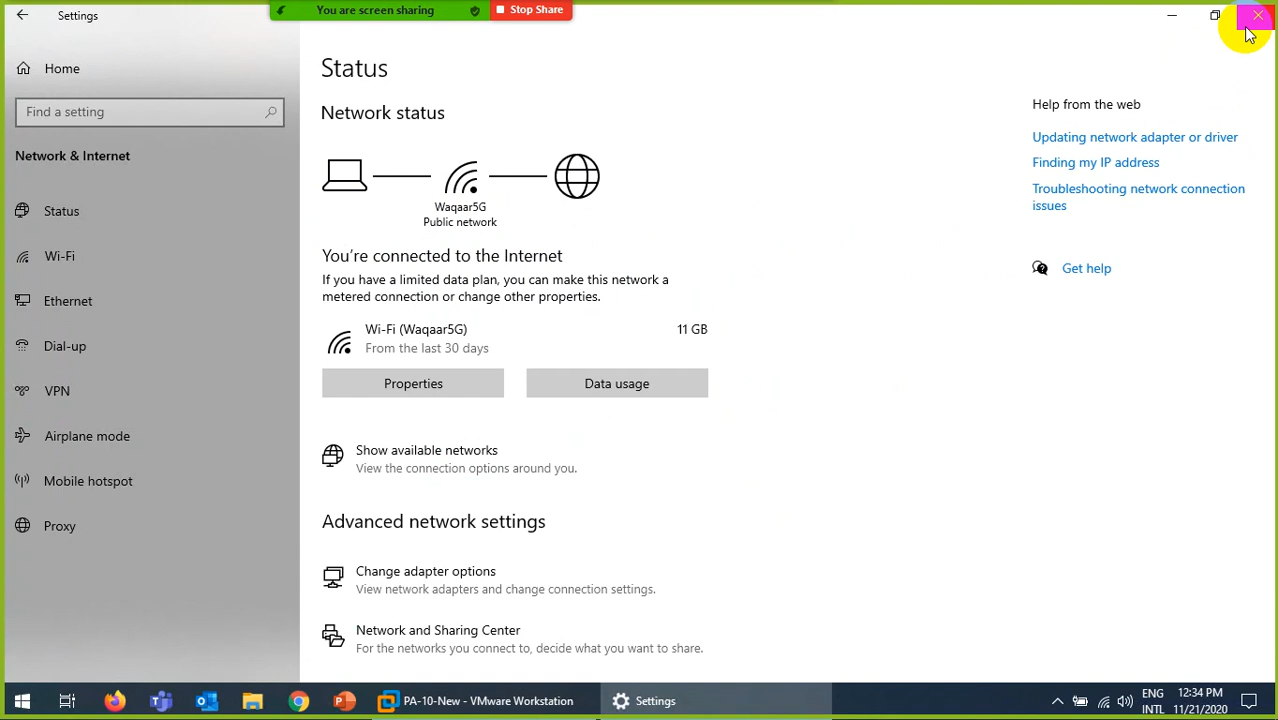 Settings
You are screen sharing
Stop Share
Home
Find a setting
Network & Internet
Status
Wi-Fi
Ethernet
Dial-up
VPN
Airplane mode
Mobile hotspot
Proxy
Status
Network status
Waqaar5G
Public network
You're connected to the Internet
If you have a limited data plan, you can make this network a
metered connection or change other properties.
Wi-Fi (Waqaar5G)
11 GB
From the last 30 days
Properties
Data usage
Show available networks
View the connection options around you.
Advanced network settings
Change adapter options
View network adapters and change connection settings.
Network and Sharing Center
For the networks you connect to, decide what you want to share.
Help from the web
Updating network adapter or driver
Finding my IP address
Troubleshooting network connection
issues
Get help
PA-10-New - VMware Workstation
Settings
ENG
INTL
12:34 PM
11/21/2020